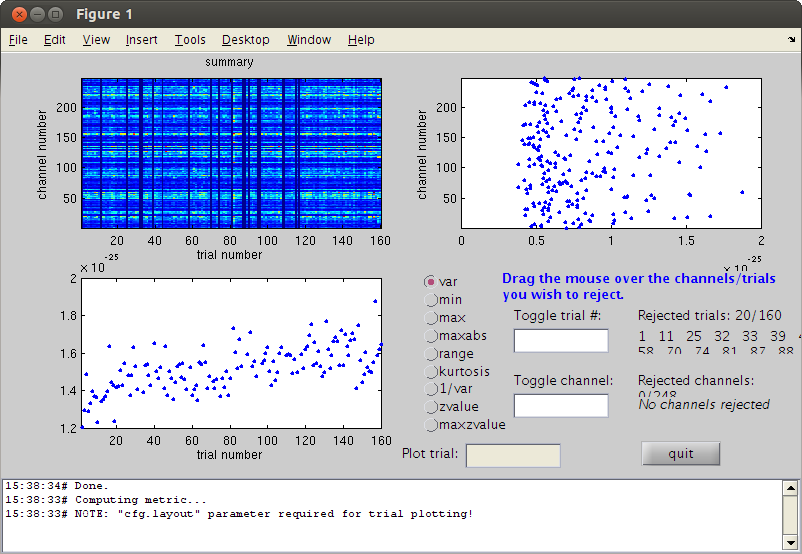 Figure 1
File Edit View Insert Tools Desktop Window Help
summary
channel number
200
150
100
50
20 40 60 80 100 120 140 160
trial number
channel number
200
150
100
50
0 0.5 1 1.5 2
x 10 -25
x 10 -25
2
1.8
1.6
1.4
1.2
20 40 60 80 100 120 140 160
trial number
var
min
max
maxabs
range
kurtosis
1/var
zvalue
maxzvalue
Drag the mouse over the channels/trials
you wish to reject.
Toggle trial #:
Rejected trials: 20/160
1 11 25 32 33 39
58 70 74 81 87 88
Toggle channel:
Rejected channels:
0/248
No channels rejected
Plot trial:
quit
15:38:34# Done.
15:38:33# Computing metric...
15:38:33# NOTE: "cfg.layout" parameter required for trial plotting!